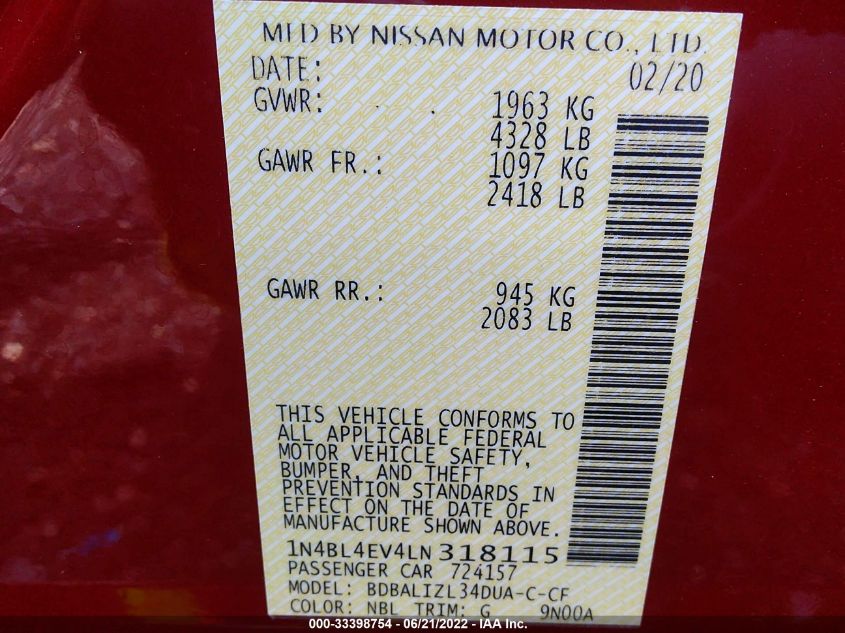 MFD BY NISSAN MOTOR CO., LTD.
DATE: 02/20
GVWR: 1963 KG
4328 LB
GAWR FR.: 1097 KG
2418 LB
GAWR RR.: 945 KG
2083 LB
THIS VEHICLE CONFORMS TO
ALL APPLICABLE FEDERAL
MOTOR VEHICLE SAFETY,
BUMPER, AND THEFT
PREVENTION STANDARDS IN
EFFECT ON THE DATE OF
MANUFACTURE SHOWN ABOVE.
1N4BL4EV4LN318115
PASSENGER CAR 724157
MODEL: BDBALIZL34DUA-C-CF
COLOR: NBL TRIM: G 9N00A
000-33398754 - 06/21/2022 - IAA Inc.